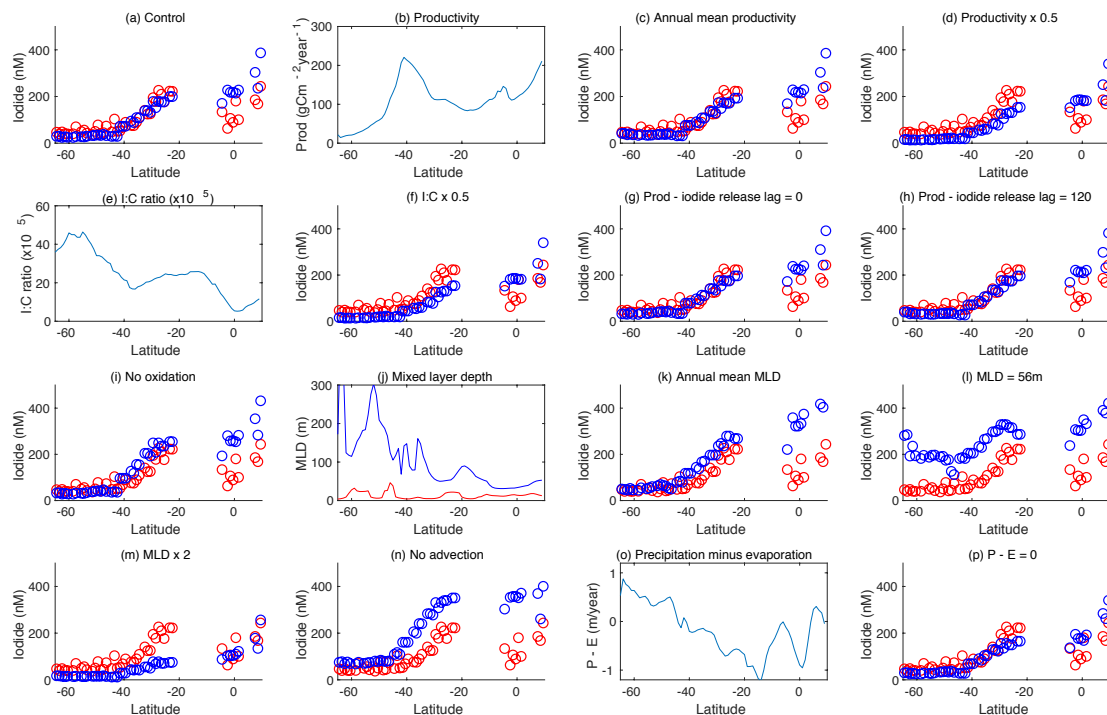 (a) Control
Iodide (nM)
400
200
0
-60 -40 -20 0
Latitude
(b) Productivity
Prod (gCm^-2year^-1)
300
200
100
0
-60 -40 -20 0
Latitude
(c) Annual mean productivity
Iodide (nM)
400
200
0
-60 -40 -20 0
Latitude
(d) Productivity x 0.5
Iodide (nM)
400
200
0
-60 -40 -20 0
Latitude
(e) I:C ratio (x10^5)
I:C ratio (x10^5)
60
40
20
0
-60 -40 -20 0
Latitude
(f) I:C x 0.5
Iodide (nM)
400
200
0
-60 -40 -20 0
Latitude
(g) Prod - iodide release lag = 0
Iodide (nM)
400
200
0
-60 -40 -20 0
Latitude
(h) Prod - iodide release lag = 120
Iodide (nM)
400
200
0
-60 -40 -20 0
Latitude
(i) No oxidation
Iodide (nM)
400
200
0
-60 -40 -20 0
Latitude
(j) Mixed layer depth
MLD (m)
300
200
100
0
-60 -40 -20 0
Latitude
(k) Annual mean MLD
Iodide (nM)
400
200
0
-60 -40 -20 0
Latitude
(l) MLD = 56m
Iodide (nM)
400
200
0
-60 -40 -20 0
Latitude
(m) MLD x 2
Iodide (nM)
400
200
0
-60 -40 -20 0
Latitude
(n) No advection
Iodide (nM)
400
200
0
-60 -40 -20 0
Latitude
(o) Precipitation minus evaporation
P - E (m/year)
1
0
-1
-60 -40 -20 0
Latitude
(p) P - E = 0
Iodide (nM)
400
200
0
-60 -40 -20 0
Latitude